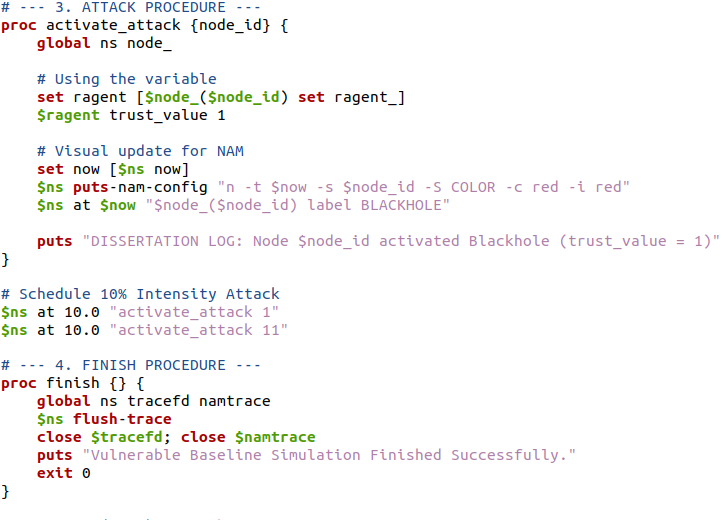 # --- 3. ATTACK PROCEDURE ---
proc activate_attack {node_id} {
    global ns node_

    # Using the variable
    set ragent [$node_($node_id) set ragent_]
    $ragent trust_value 1

    # Visual update for NAM
    set now [$ns now]
    $ns puts-nam-config "n -t $now -s $node_id -S COLOR -c red -i red"
    $ns at $now "$node_($node_id) label BLACKHOLE"

    puts "DISSERTATION LOG: Node $node_id activated Blackhole (trust_value = 1)"
}

# Schedule 10% Intensity Attack
$ns at 10.0 "activate_attack 1"
$ns at 10.0 "activate_attack 11"

# --- 4. FINISH PROCEDURE ---
proc finish {} {
    global ns tracefd namtrace
    $ns flush-trace
    close $tracefd; close $namtrace
    puts "Vulnerable Baseline Simulation Finished Successfully."
    exit 0
}